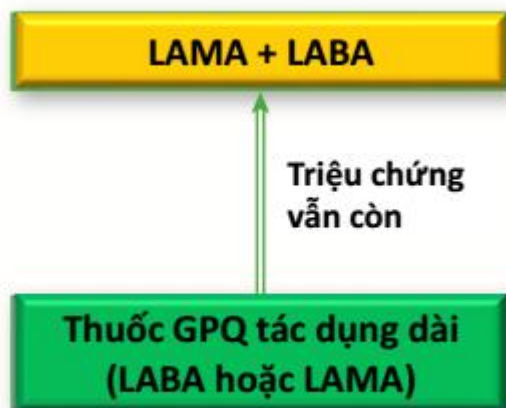 LAMA + LABA
Triệu chứng
vẫn còn
Thuốc GPQ tác dụng dài
(LABA hoặc LAMA)